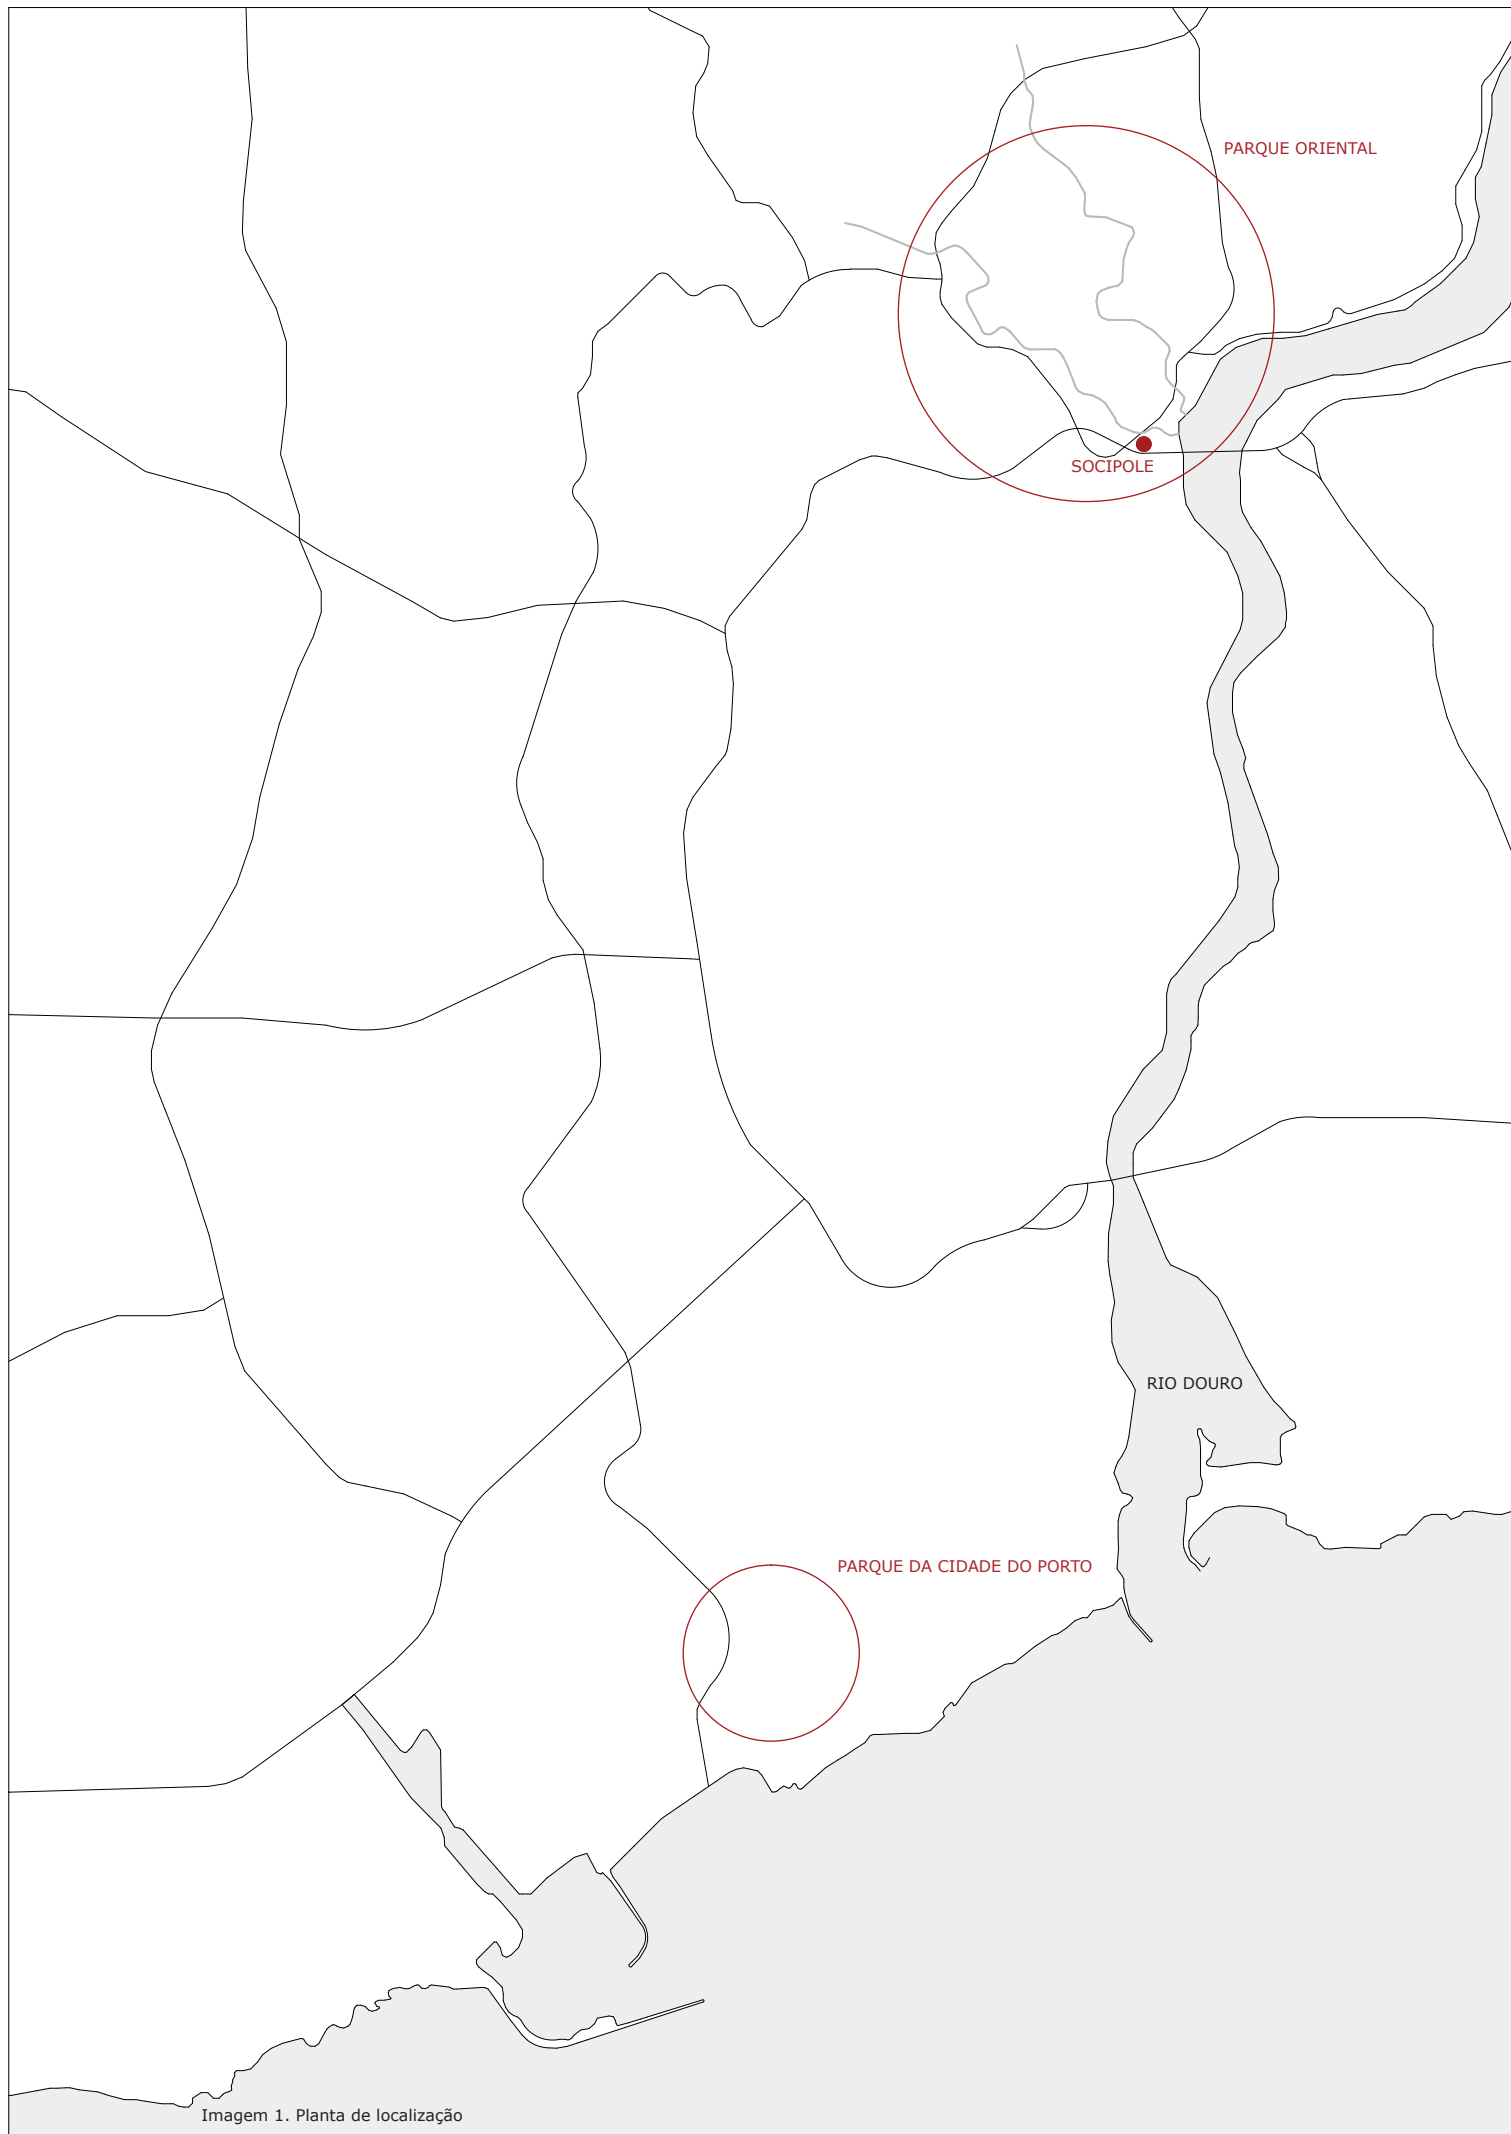 PARQUE ORIENTAL
SOCIPOLE
RIO DOURO
PARQUE DA CIDADE DO PORTO
Imagem 1. Planta de localização